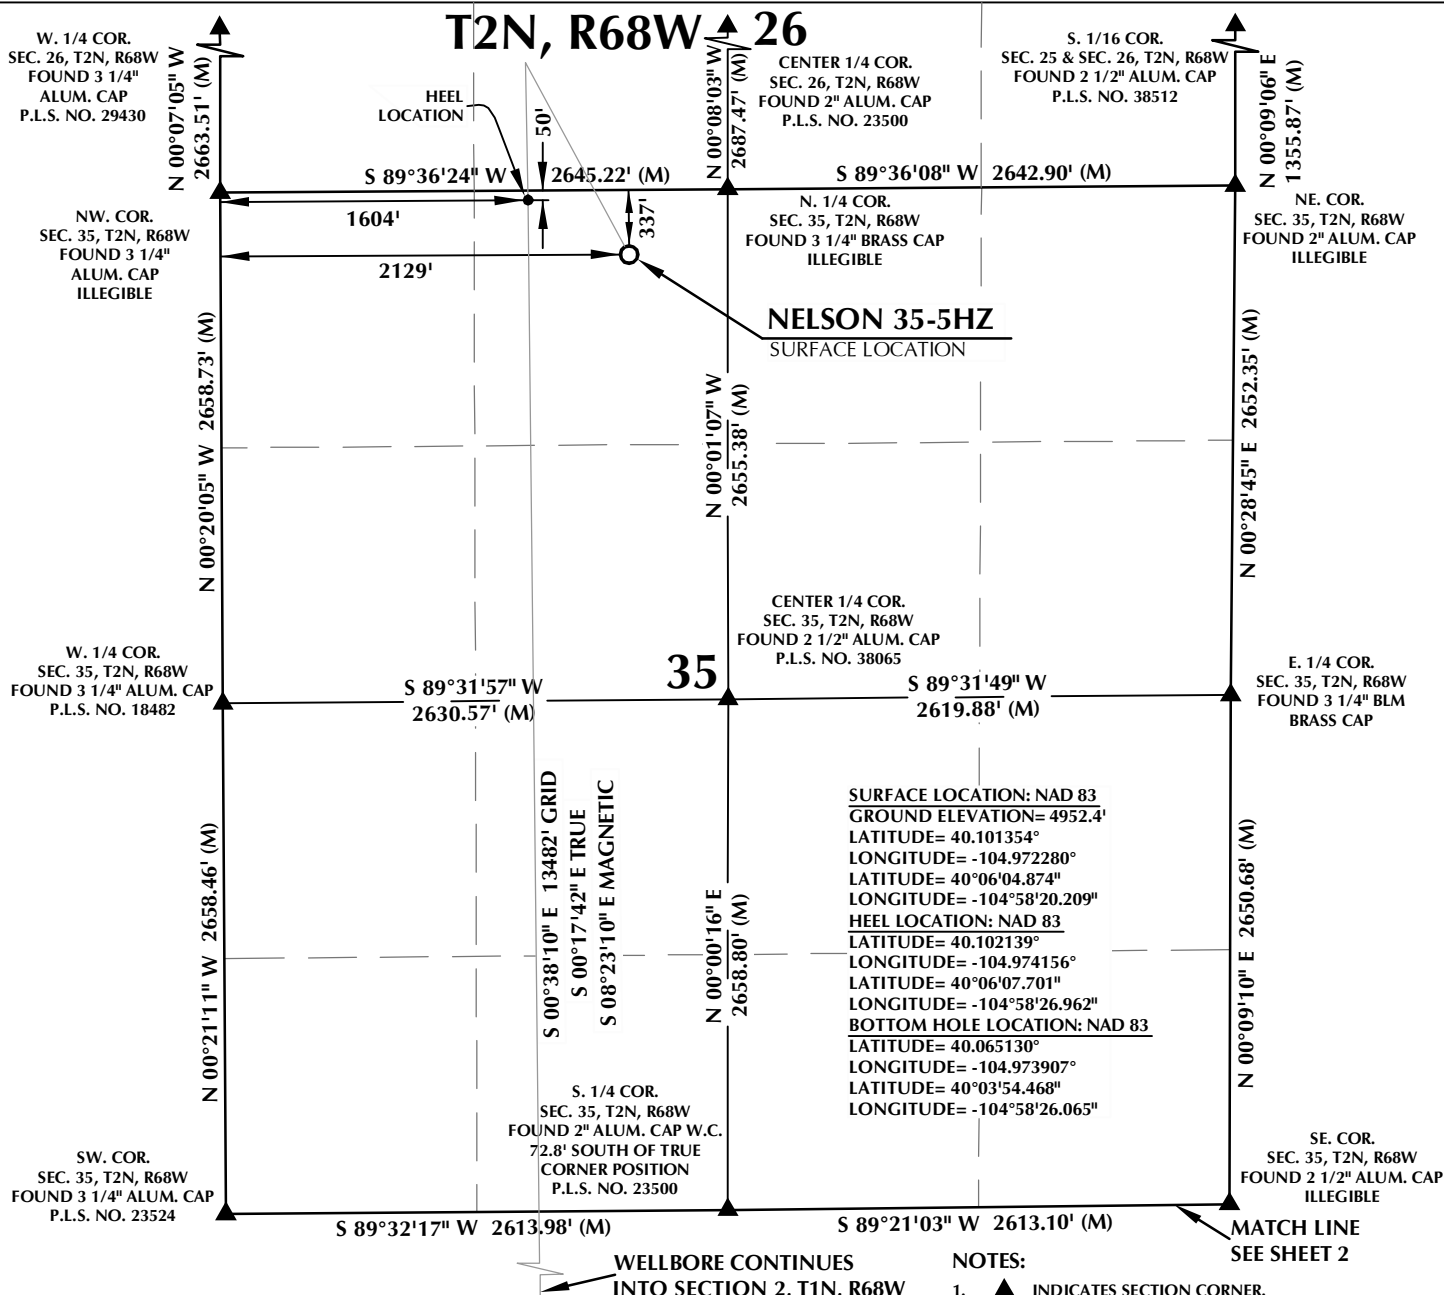 T2N, R68W
26
W. 1/4 COR.
SEC. 26, T2N, R68W
FOUND 3 1/4"
ALUM. CAP
P.L.S. NO. 29430
N 00°07'05" W
2663.51' (M)
HEEL
LOCATION
50'
N 00°08'03" W
2687.47' (M)
CENTER 1/4 COR.
SEC. 26, T2N, R68W
FOUND 2" ALUM. CAP
P.L.S. NO. 23500
S. 1/16 COR.
SEC. 25 & SEC. 26, T2N, R68W
FOUND 2 1/2" ALUM. CAP
P.L.S. NO. 38512
N 00°09'06" E
1355.87' (M)
S 89°36'24" W 2645.22' (M)
S 89°36'08" W 2642.90' (M)
NW. COR.
SEC. 35, T2N, R68W
FOUND 3 1/4"
ALUM. CAP
ILLEGIBLE
1604'
337'
2129'
N. 1/4 COR.
SEC. 35, T2N, R68W
FOUND 3 1/4" BRASS CAP
ILLEGIBLE
NE. COR.
SEC. 35, T2N, R68W
FOUND 2" ALUM. CAP
ILLEGIBLE
NELSON 35-5HZ
SURFACE LOCATION
N 00°20'05" W 2658.73' (M)
N 00°01'07" W
2655.38' (M)
N 00°28'45" E 2652.35' (M)
CENTER 1/4 COR.
SEC. 35, T2N, R68W
FOUND 2 1/2" ALUM. CAP
P.L.S. NO. 38065
W. 1/4 COR.
SEC. 35, T2N, R68W
FOUND 3 1/4" ALUM. CAP
P.L.S. NO. 18482
35
S 89°31'57" W
2630.57' (M)
S 89°31'49" W
2619.88' (M)
E. 1/4 COR.
SEC. 35, T2N, R68W
FOUND 3 1/4" BLM
BRASS CAP
S 00°38'10" E 13482' GRID
S 00°17'42" E TRUE
S 08°23'10" E MAGNETIC
SURFACE LOCATION: NAD 83
GROUND ELEVATION= 4952.4'
LATITUDE= 40.101354°
LONGITUDE= -104.972280°
LATITUDE= 40°06'04.874"
LONGITUDE= -104°58'20.209"
HEEL LOCATION: NAD 83
LATITUDE= 40.102139°
LONGITUDE= -104.974156°
LATITUDE= 40°06'07.701"
LONGITUDE= -104°58'26.962"
BOTTOM HOLE LOCATION: NAD 83
LATITUDE= 40.065130°
LONGITUDE= -104.973907°
LATITUDE= 40°03'54.468"
LONGITUDE= -104°58'26.065"
N 00°21'11" W 2658.46' (M)
N 00°00'16" E
2658.80' (M)
N 00°09'10" E 2650.68' (M)
S. 1/4 COR.
SEC. 35, T2N, R68W
FOUND 2" ALUM. CAP W.C.
72.8' SOUTH OF TRUE
CORNER POSITION
P.L.S. NO. 23500
SW. COR.
SEC. 35, T2N, R68W
FOUND 3 1/4" ALUM. CAP
P.L.S. NO. 23524
SE. COR.
SEC. 35, T2N, R68W
FOUND 2 1/2" ALUM. CAP
ILLEGIBLE
S 89°32'17" W 2613.98' (M)
S 89°21'03" W 2613.10' (M)
MATCH LINE
SEE SHEET 2
WELLBORE CONTINUES
INTO SECTION 2, T1N, R68W
NOTES:
1. INDICATES SECTION CORNER.